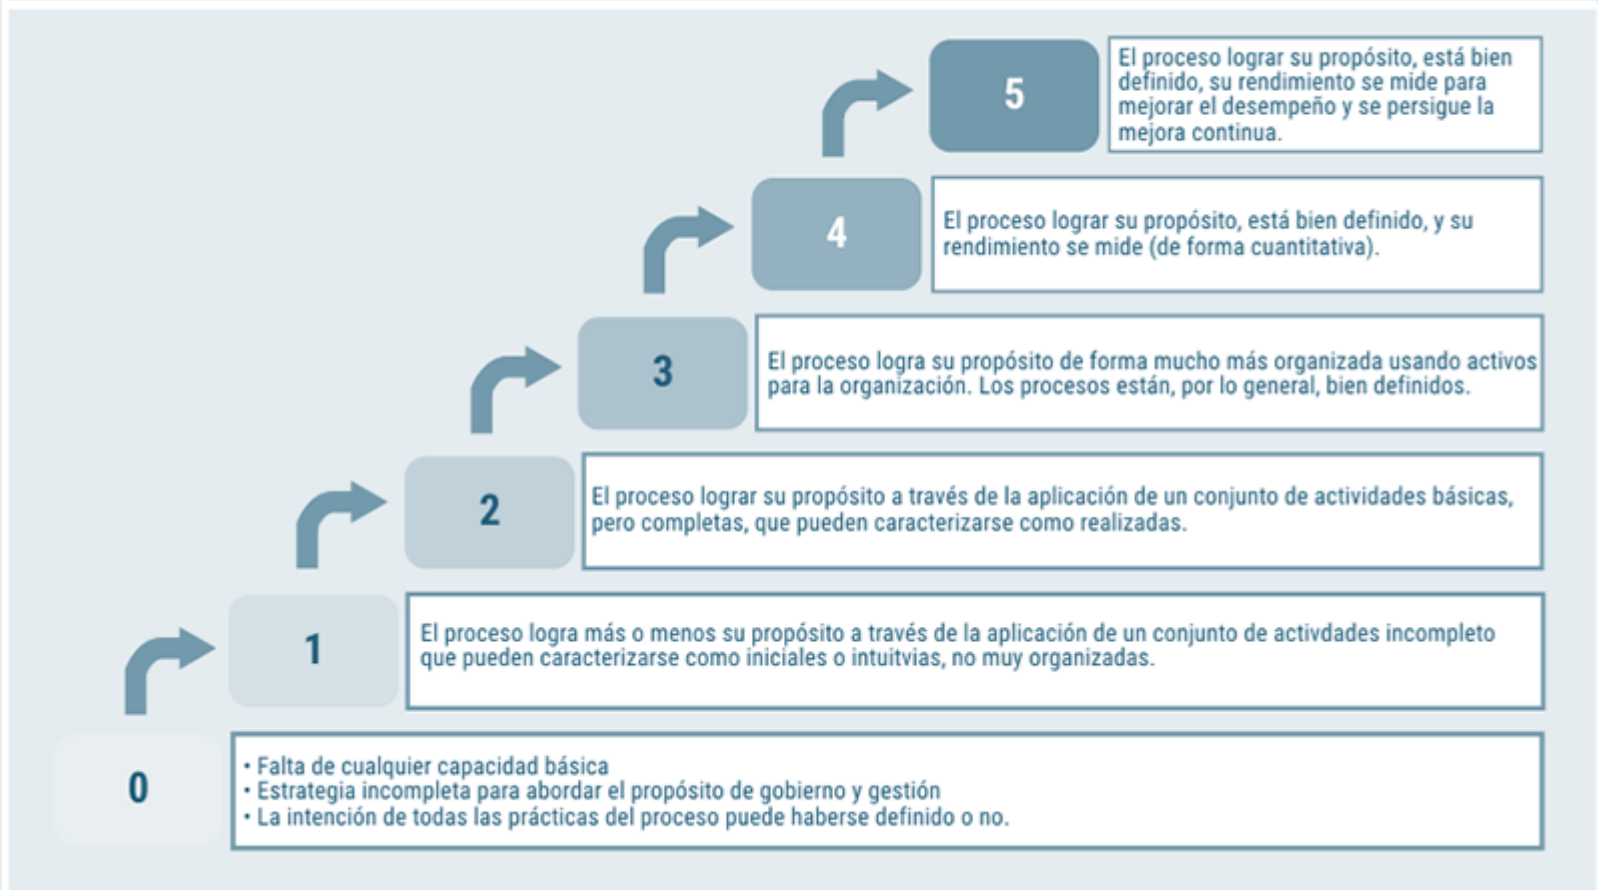 5
El proceso lograr su propósito, está bien
definido, su rendimiento se mide para
mejorar el desempeño y se persigue la
mejora continua.
4
El proceso lograr su propósito, está bien definido, y su
rendimiento se mide (de forma cuantitativa).
3
El proceso logra su propósito de forma mucho más organizada usando activos
para la organización. Los procesos están, por lo general, bien definidos.
2
El proceso lograr su propósito a través de la aplicación de un conjunto de actividades básicas,
pero completas, que pueden caracterizarse como realizadas.
1
El proceso logra más o menos su propósito a través de la aplicación de un conjunto de activdades incompleto
que pueden caracterizarse como iniciales o intuitvias, no muy organizadas.
0
• Falta de cualquier capacidad básica
• Estrategia incompleta para abordar el propósito de gobierno y gestión
• La intención de todas las prácticas del proceso puede haberse definido o no.